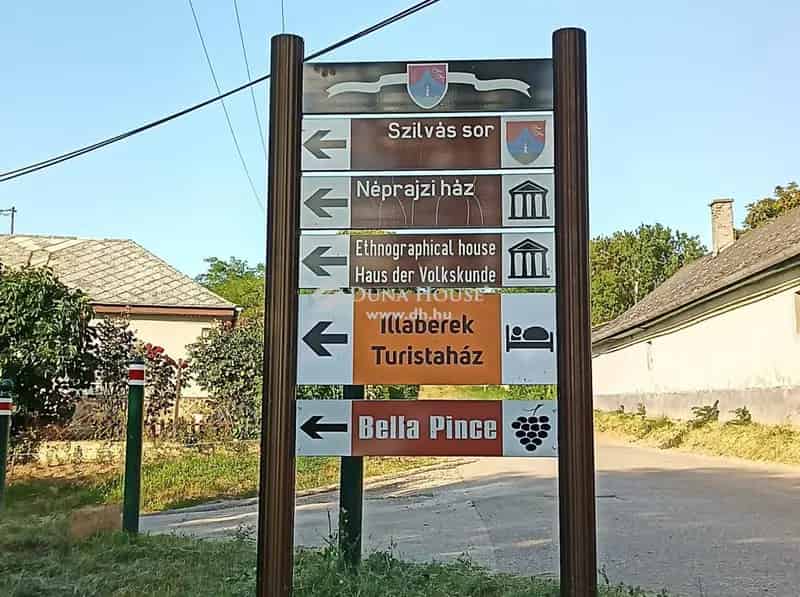 Szilvás sor
Néprajzi ház
Ethnographical house
Haus der Volkskunde
DUNA HOUSE
www.dh.hu
Illaberek
Turistaház
Bella Pince